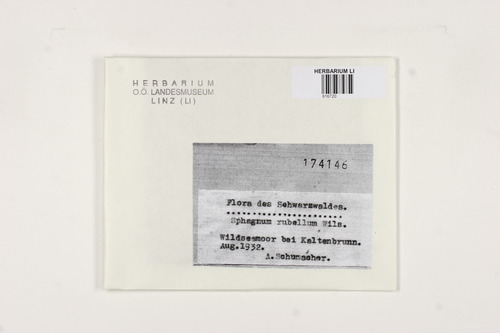 HERBARIUM
O.Ö. LANDESMUSEUM
LINZ (LI)
HERBARIUM LI
174146
Flora des Schwarzwaldes.
Sphagnum rubellum Wils.
Wildseemoor bei Kaltenbrunn.
Aug.1932.
A.Schumacher.